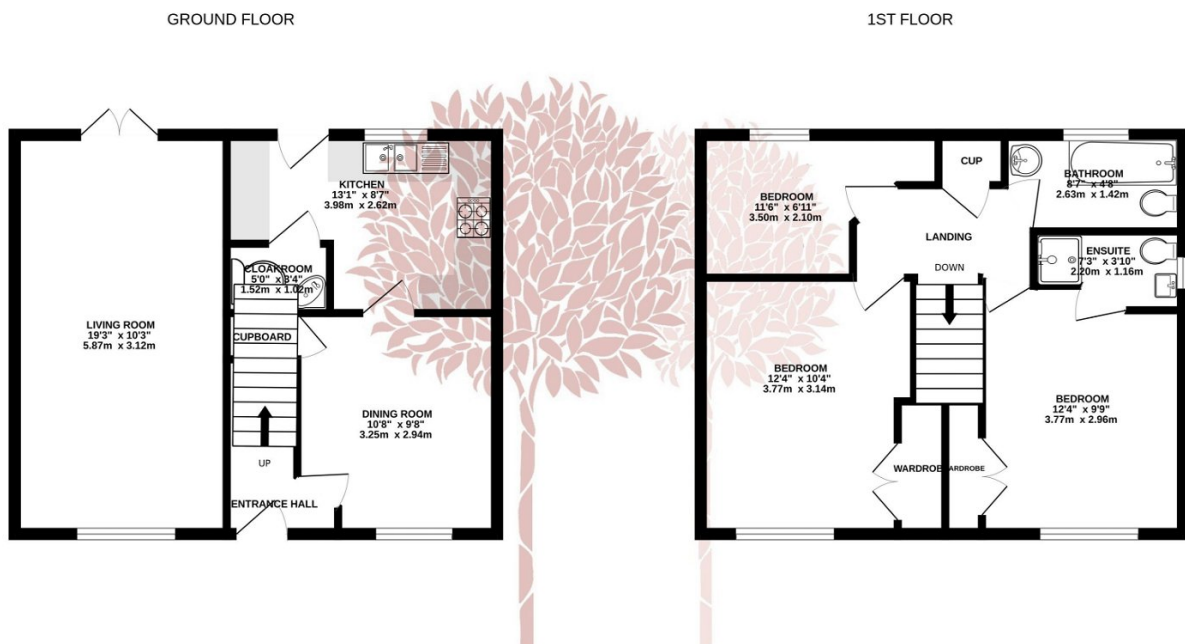 GROUND FLOOR
1ST FLOOR
KITCHEN
13'1" x 8'7"
3.98m x 2.62m
CLOAKROOM
5'0" x 3'4"
1.52m x 1.02m
LIVING ROOM
19'3" x 10'3"
5.87m x 3.12m
CUPBOARD
DINING ROOM
10'8" x 9'8"
3.25m x 2.94m
UP
ENTRANCE HALL
CUP
BATHROOM
8'7" x 4'8"
2.63m x 1.42m
BEDROOM
11'6" x 6'11"
3.50m x 2.10m
LANDING
DOWN
ENSUITE
7'3" x 3'10"
2.20m x 1.16m
BEDROOM
12'4" x 10'4"
3.77m x 3.14m
BEDROOM
12'4" x 9'9"
3.77m x 2.96m
WARDROBE
ARDROBE